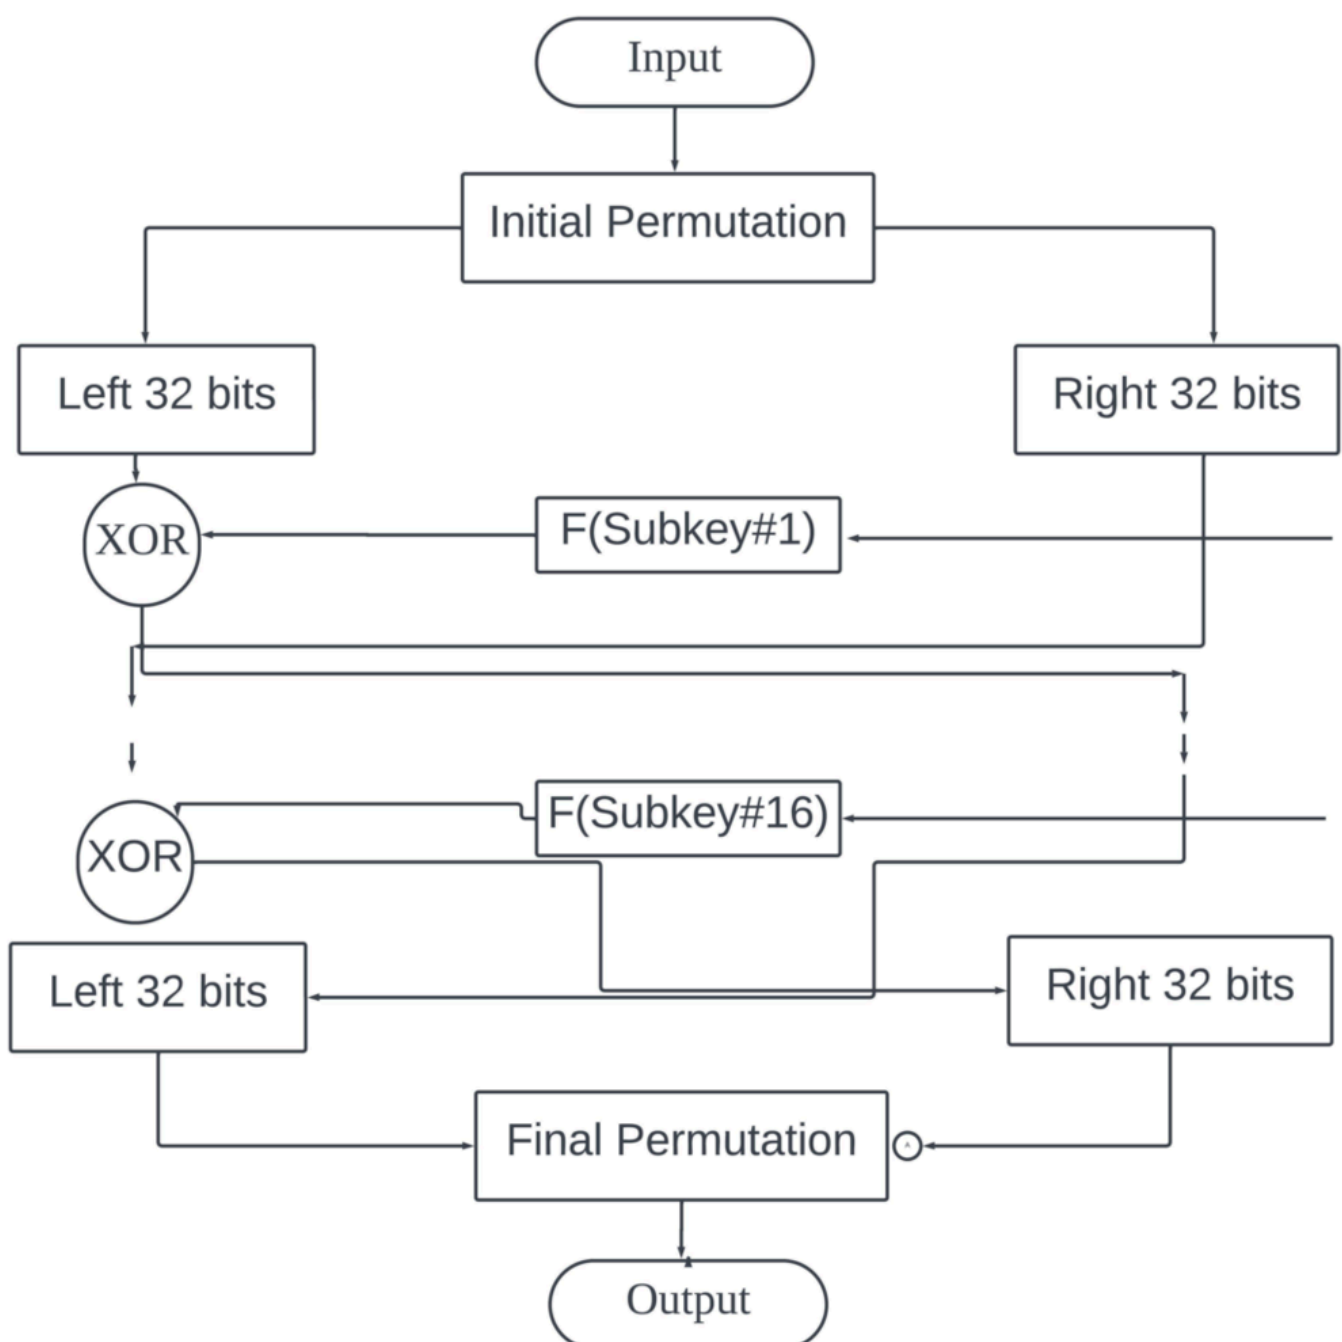 Input
Initial Permutation
Left 32 bits
Right 32 bits
XOR
F(Subkey#1)
F(Subkey#16)
XOR
Left 32 bits
Right 32 bits
Final Permutation
A
Output